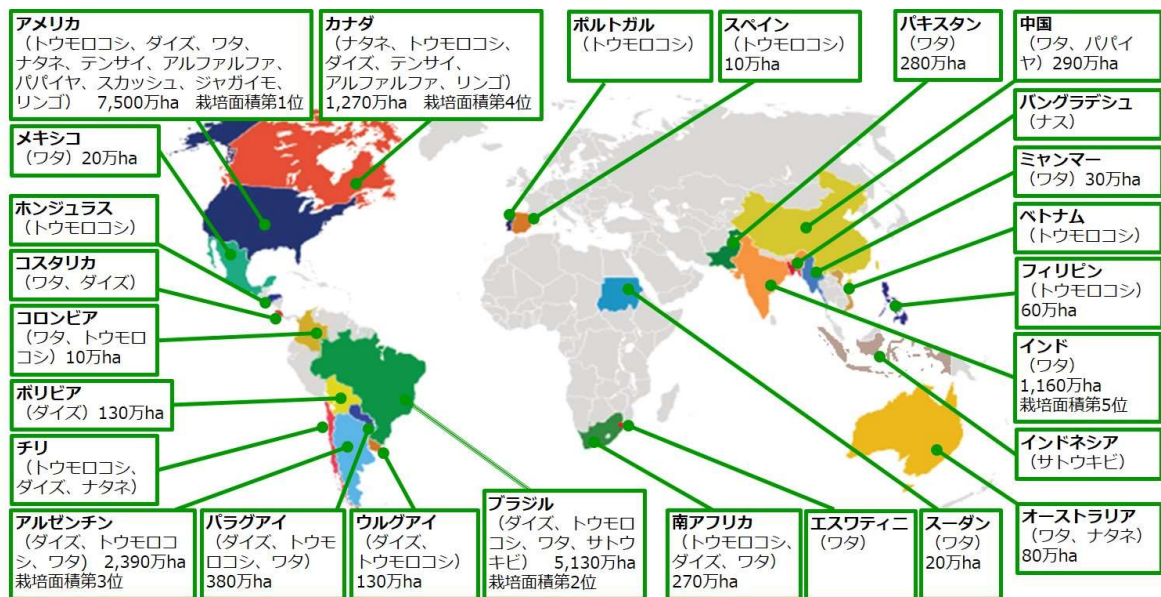 アメリカ
（トウモロコシ、ダイズ、ワタ、
ナタネ、テンサイ、アルファルファ、
パパイヤ、スカッシュ、ジャガイモ、
リンゴ） 7,500万ha 栽培面積第1位
カナダ
（ナタネ、トウモロコシ、
ダイズ、テンサイ、
アルファルファ、リンゴ）
1,270万ha 栽培面積第4位
ポルトガル
（トウモロコシ）
スペイン
（トウモロコシ）
10万ha
パキスタン
（ワタ）
280万ha
中国
（ワタ、パパイ
ヤ）290万ha
メキシコ
（ワタ）20万ha
バングラデシュ
（ナス）
ミャンマー
（ワタ）30万ha
ホンジュラス
（トウモロコシ）
ベトナム
（トウモロコシ）
コスタリカ
（ワタ、ダイズ）
フィリピン
（トウモロコシ）
60万ha
コロンビア
（ワタ、トウモロ
コシ）10万ha
インド
（ワタ）
1,160万ha
栽培面積第5位
ボリビア
（ダイズ）130万ha
チリ
（トウモロコシ、
ダイズ、ナタネ）
インドネシア
（サトウキビ）
アルゼンチン
（ダイズ、トウモロコ
シ、ワタ） 2,390万ha
栽培面積第3位
パラグアイ
（ダイズ、トウモ
ロコシ、ワタ）
380万ha
ウルグアイ
（ダイズ、
トウモロコシ）
130万ha
ブラジル
（ダイズ、トウモロ
コシ、ワタ、サトウ
キビ） 5,130万ha
栽培面積第2位
南アフリカ
（トウモロコシ、
ダイズ、ワタ）
270万ha
エスワティニ
（ワタ）
スーダン
（ワタ）
20万ha
オーストラリア
（ワタ、ナタネ）
80万ha